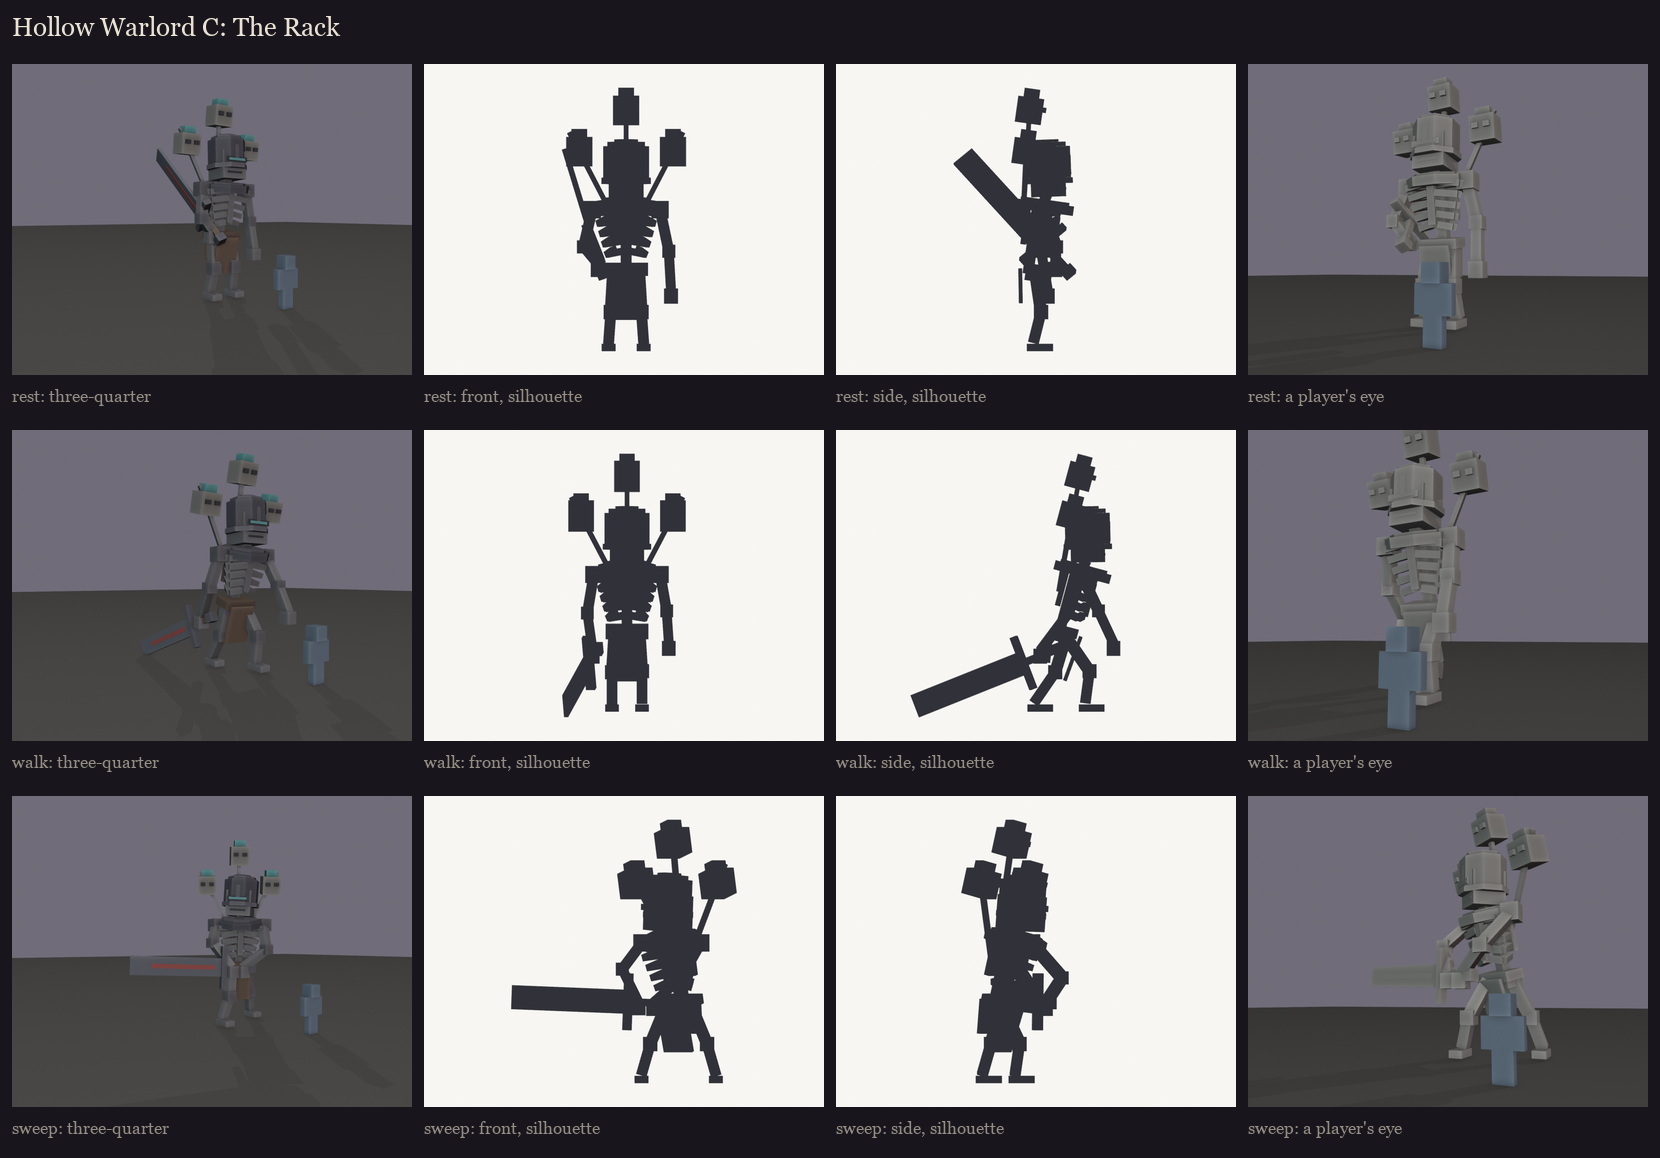 Hollow Warlord C: The Rack
rest: three-quarter
rest: front, silhouette
rest: side, silhouette
rest: a player's eye
walk: three-quarter
walk: front, silhouette
walk: side, silhouette
walk: a player's eye
sweep: three-quarter
sweep: front, silhouette
sweep: side, silhouette
sweep: a player's eye